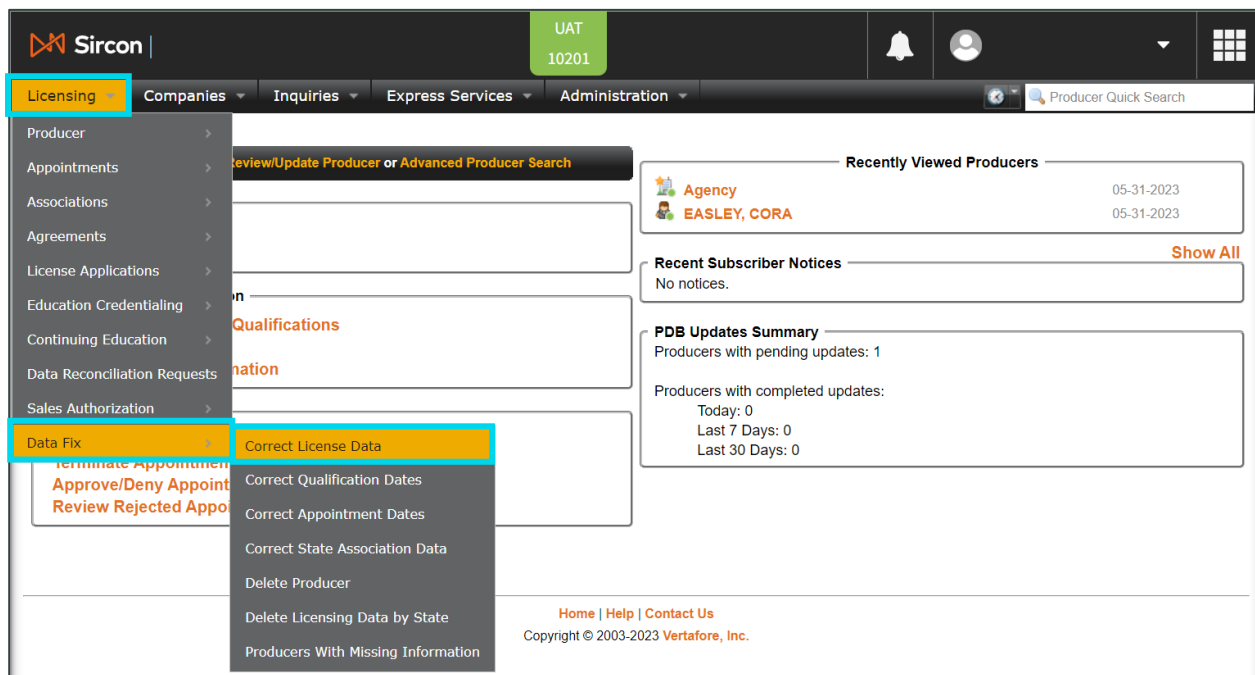 Sircon |
UAT
10201
Licensing
Companies
Inquiries
Express Services
Administration
Producer Quick Search
Producer
Appointments
Associations
Agreements
License Applications
Education Credentialing
Continuing Education
Data Reconciliation Requests
Sales Authorization
Data Fix
Correct License Data
Correct Qualification Dates
Correct Appointment Dates
Correct State Association Data
Delete Producer
Delete Licensing Data by State
Producers With Missing Information
Review/Update Producer or Advanced Producer Search
Qualifications
Terminate Appointmen
Approve/Deny Appoint
Review Rejected Appoi
Recently Viewed Producers
Agency 05-31-2023
EASLEY, CORA 05-31-2023
Show All
Recent Subscriber Notices
No notices.
PDB Updates Summary
Producers with pending updates: 1
Producers with completed updates:
Today: 0
Last 7 Days: 0
Last 30 Days: 0
Home | Help | Contact Us
Copyright © 2003-2023 Vertafore, Inc.